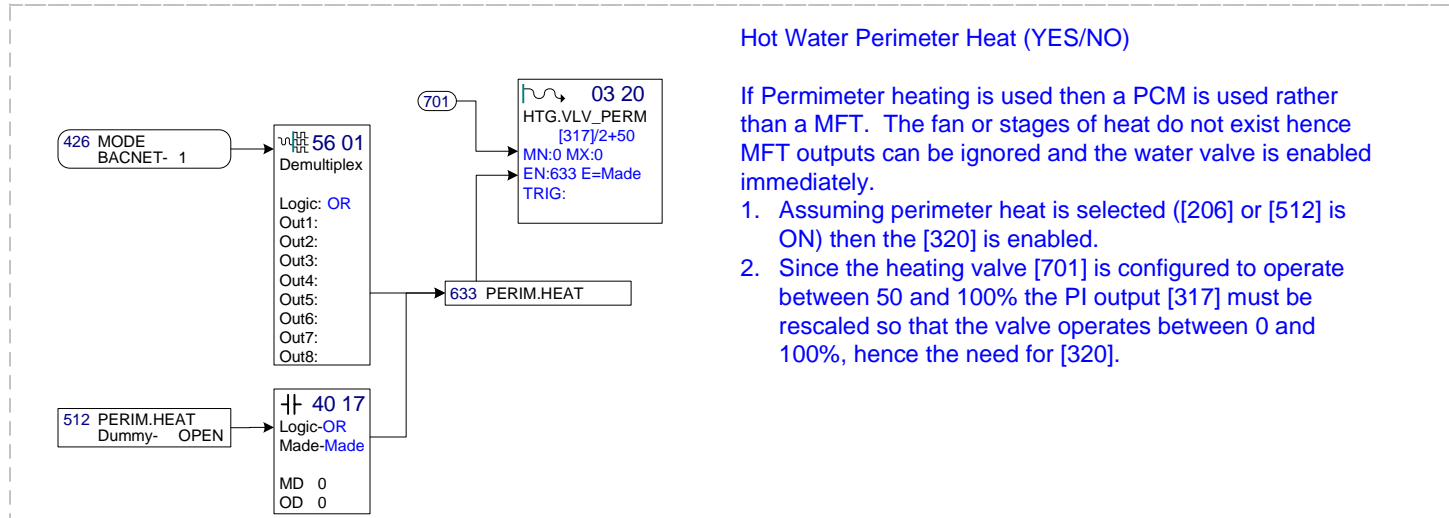 Hot Water Perimeter Heat (YES/NO)
If Permimeter heating is used then a PCM is used rather
than a MFT. The fan or stages of heat do not exist hence
MFT outputs can be ignored and the water valve is enabled
immediately.
1. Assuming perimeter heat is selected ([206] or [512] is
ON) then the [320] is enabled.
2. Since the heating valve [701] is configured to operate
between 50 and 100% the PI output [317] must be
rescaled so that the valve operates between 0 and
100%, hence the need for [320].
701
03 20
HTG.VLV_PERM
[317]/2+50
MN:0 MX:0
EN:633 E=Made
TRIG:
426 MODE
BACNET- 1
56 01
Demultiplex
Logic: OR
Out1:
Out2:
Out3:
Out4:
Out5:
Out6:
Out7:
Out8:
633 PERIM.HEAT
512 PERIM.HEAT
Dummy- OPEN
40 17
Logic-OR
Made-Made
MD 0
OD 0